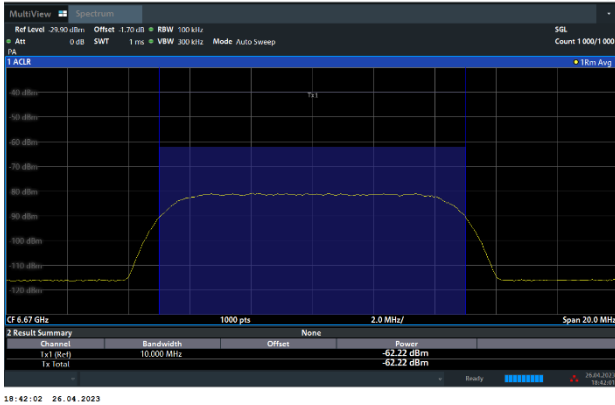 MultiView Spectrum
Ref Level -29.90 dBm Offset -1.70 dB RBW 100 kHz SGL
Att 0 dB SWT 1 ms VBW 300 kHz Mode Auto Sweep Count 1000/1000
PA
1 ACLR 1Rm Avg
Tx1
-40 dBm
-50 dBm
-60 dBm
-70 dBm
-80 dBm
-90 dBm
-100 dBm
-110 dBm
-120 dBm
CF 6.67 GHz 1000 pts 2.0 MHz/ Span 20.0 MHz
2 Result Summary None
Channel Bandwidth Offset Power
Tx1 (Ref) 10.000 MHz -62.22 dBm
Tx Total -62.22 dBm
Ready 26.04.2023
18:42:01
18:42:02 26.04.2023